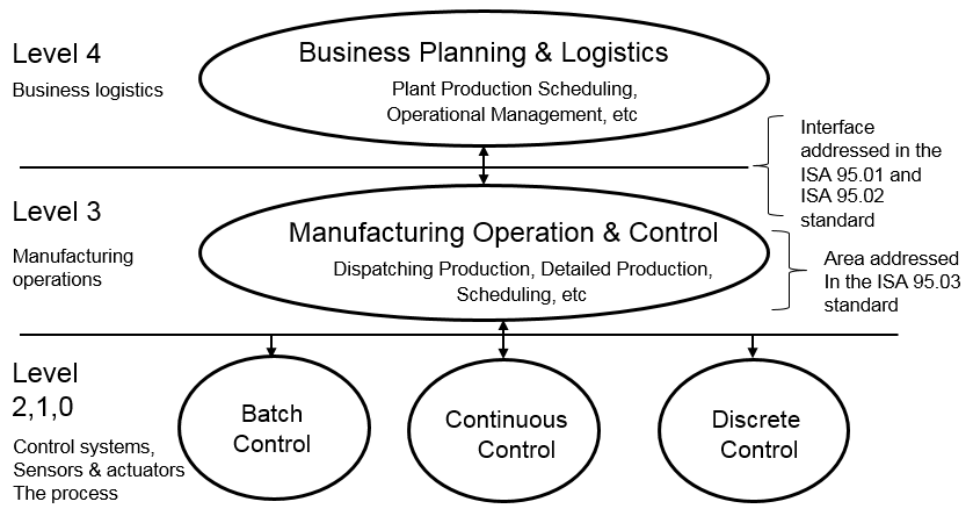 Level 4
Business logistics
Business Planning & Logistics
Plant Production Scheduling,
Operational Management, etc
Interface
addressed in the
ISA 95.01 and
ISA 95.02
standard
Level 3
Manufacturing
operations
Manufacturing Operation & Control
Dispatching Production, Detailed Production,
Scheduling, etc
Area addressed
In the ISA 95.03
standard
Level
2,1,0
Control systems,
Sensors & actuators
The process
Batch
Control
Continuous
Control
Discrete
Control